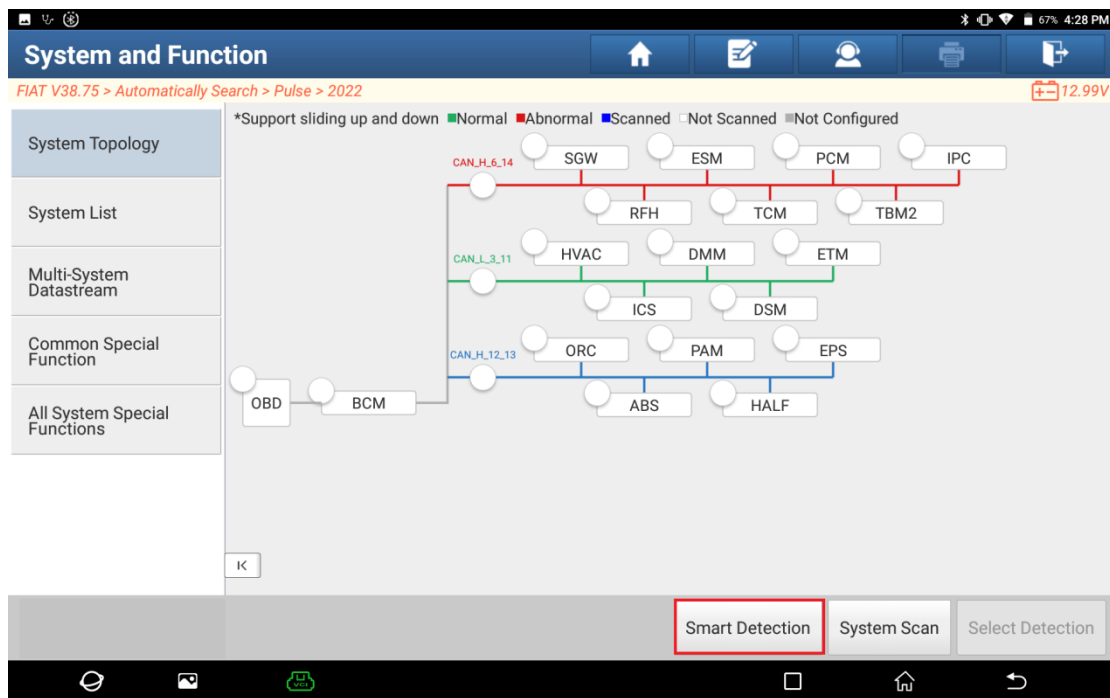 67% 4:28 PM
System and Function
FIAT V38.75 > Automatically Search > Pulse > 2022
12.99V
System Topology
System List
Multi-System
Datastream
Common Special
Function
All System Special
Functions
*Support sliding up and down Normal Abnormal Scanned Not Scanned Not Configured
CAN_H_6_14
SGW ESM PCM IPC
RFH TCM TBM2
CAN_L_3_11
HVAC DMM ETM
ICS DSM
CAN_H_12_13
ORC PAM EPS
OBD BCM
ABS HALF
Smart Detection System Scan Select Detection
VCI